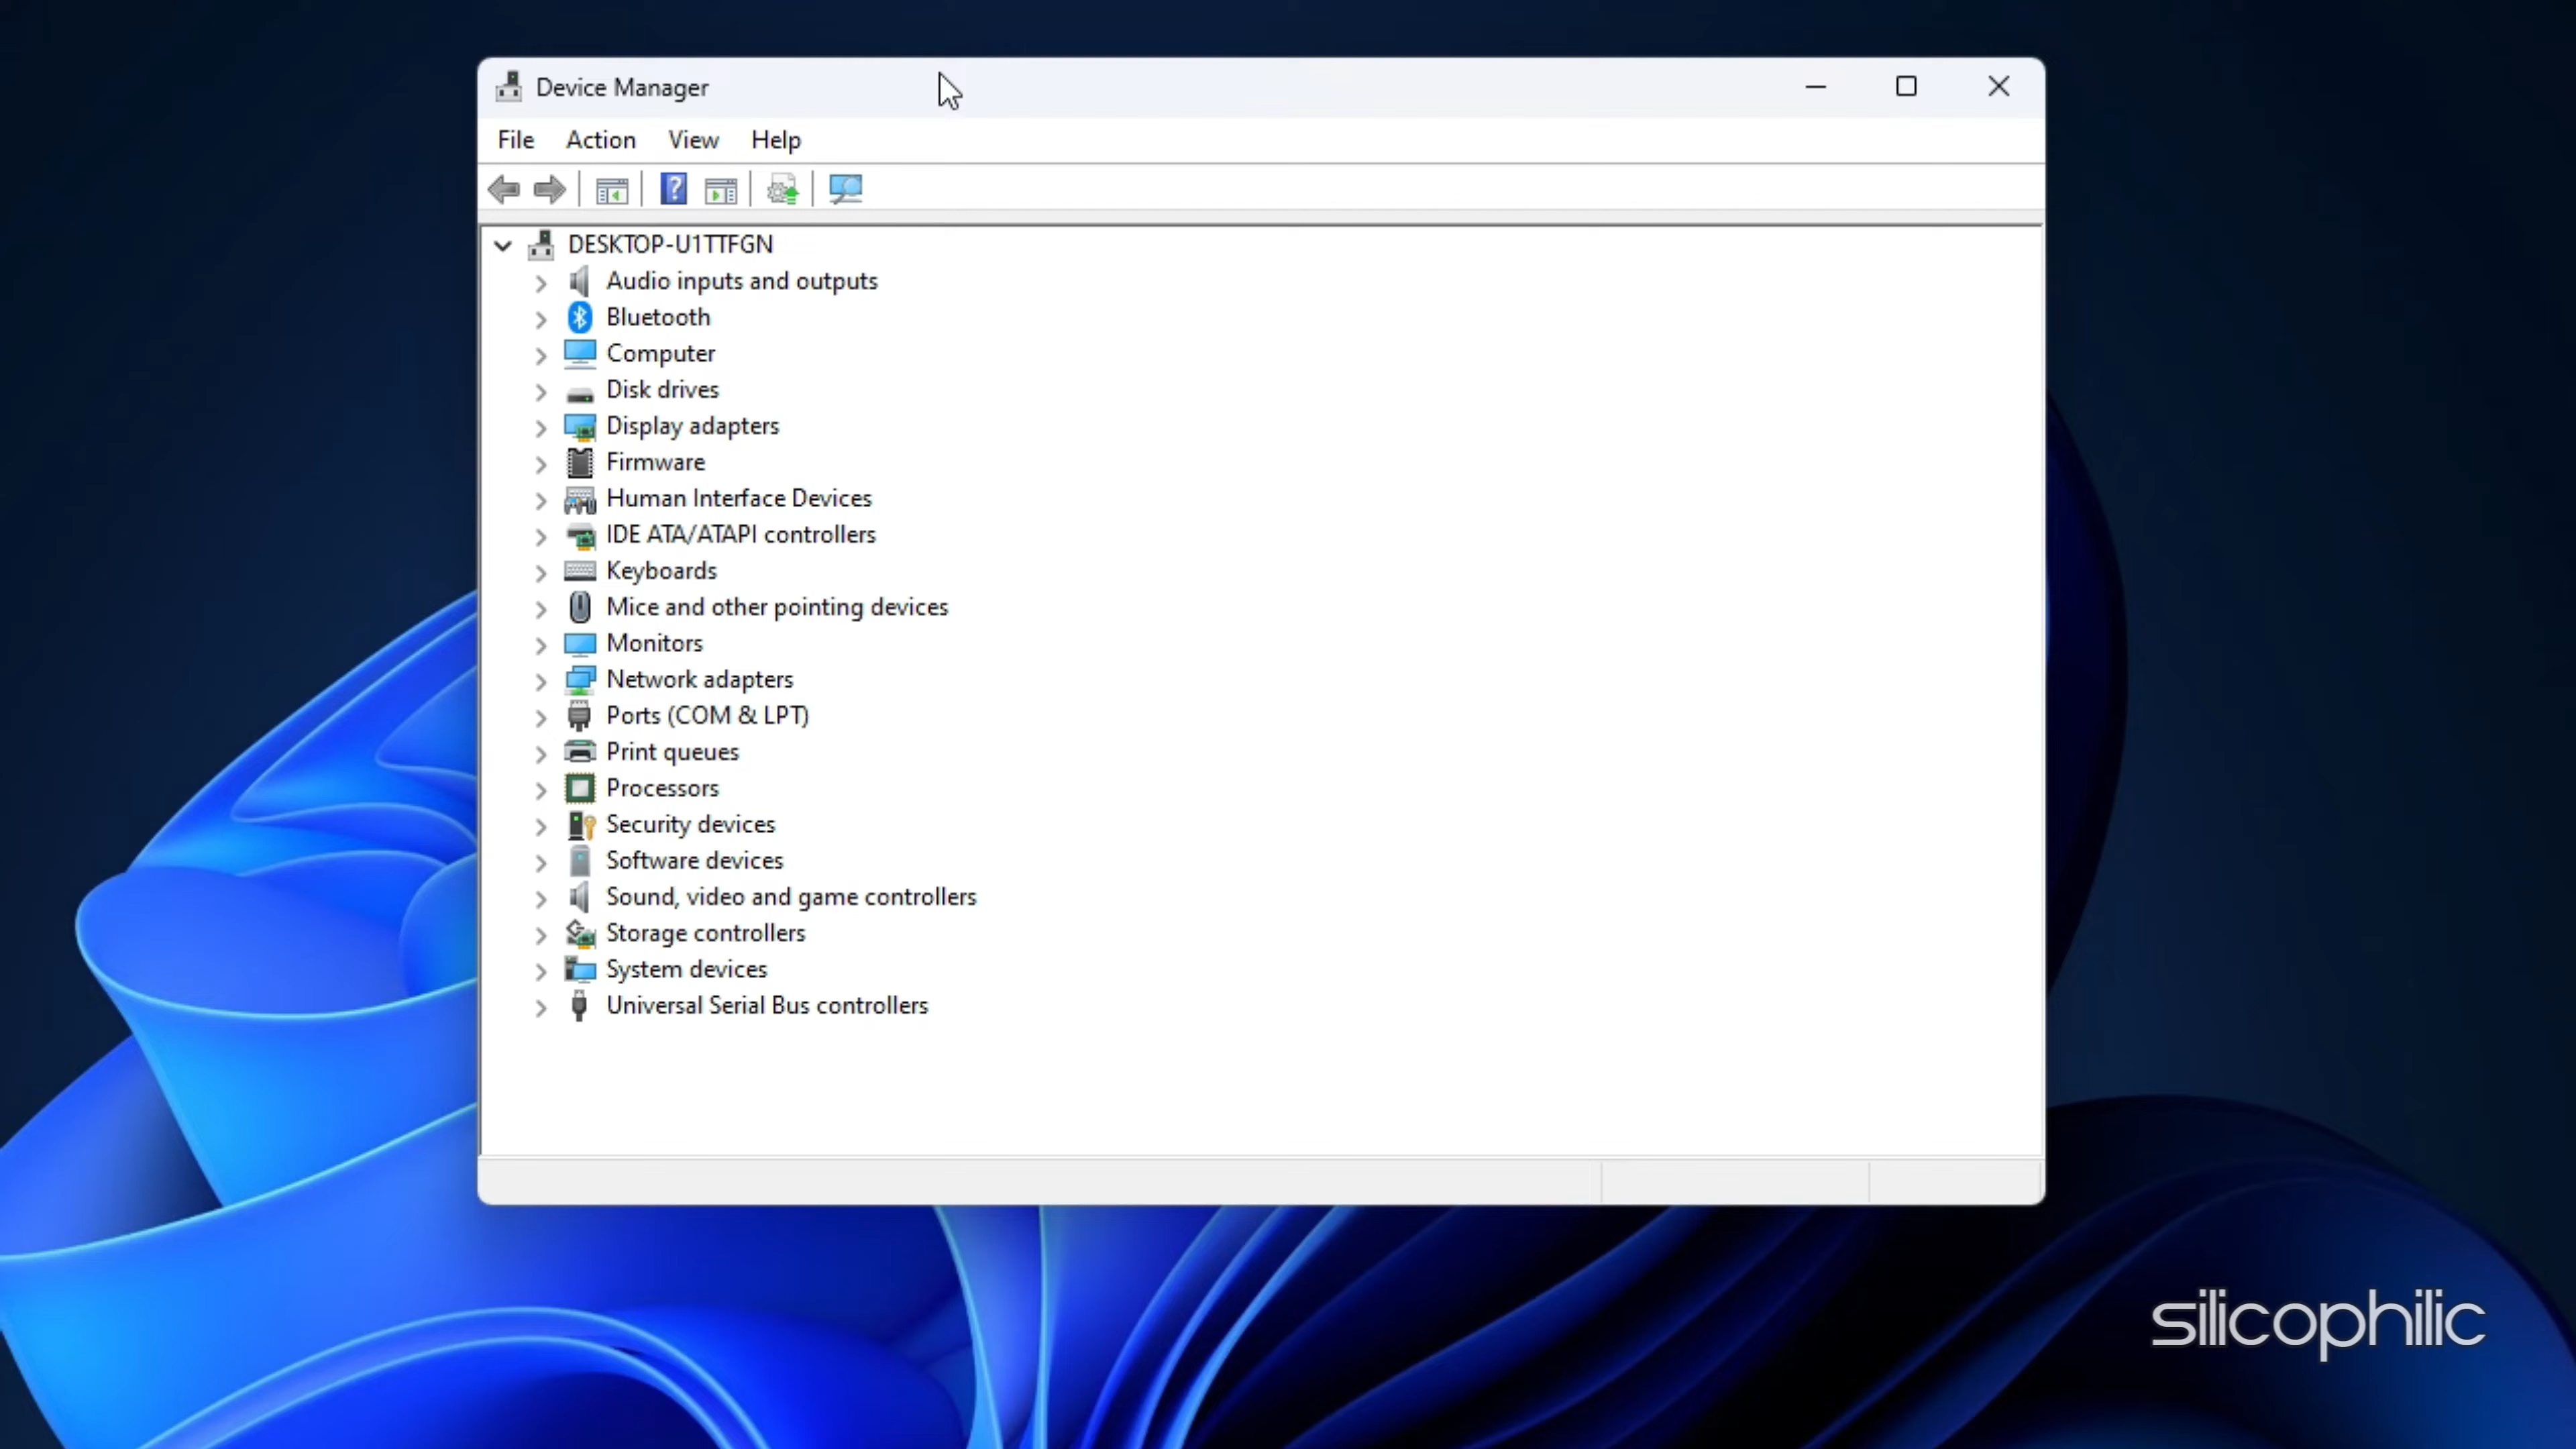 Device Manager
File Action View Help
DESKTOP-U1TTFGN
Audio inputs and outputs
Bluetooth
Computer
Disk drives
Display adapters
Firmware
Human Interface Devices
IDE ATA/ATAPI controllers
Keyboards
Mice and other pointing devices
Monitors
Network adapters
Ports (COM & LPT)
Print queues
Processors
Security devices
Software devices
Sound, video and game controllers
Storage controllers
System devices
Universal Serial Bus controllers
silicophilic